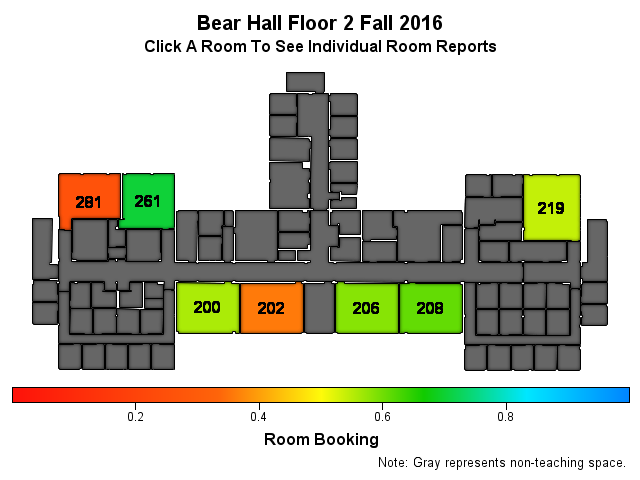 Bear Hall Floor 2 Fall 2016
Click A Room To See Individual Room Reports
281
261
219
200
202
206
208
0.2
0.4
0.6
0.8
Room Booking
Note: Gray represents non-teaching space.